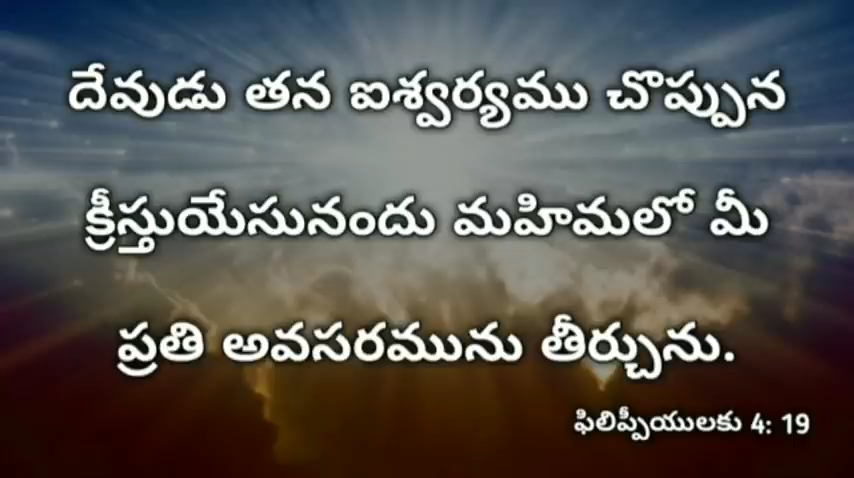 దేవుడు తన ఐశ్వర్యము చొప్పున
క్రీస్తుయేసునందు మహిమలో మీ
ప్రతి అవసరమును తీర్చును.
ఫిలిప్పీయులకు 4: 19